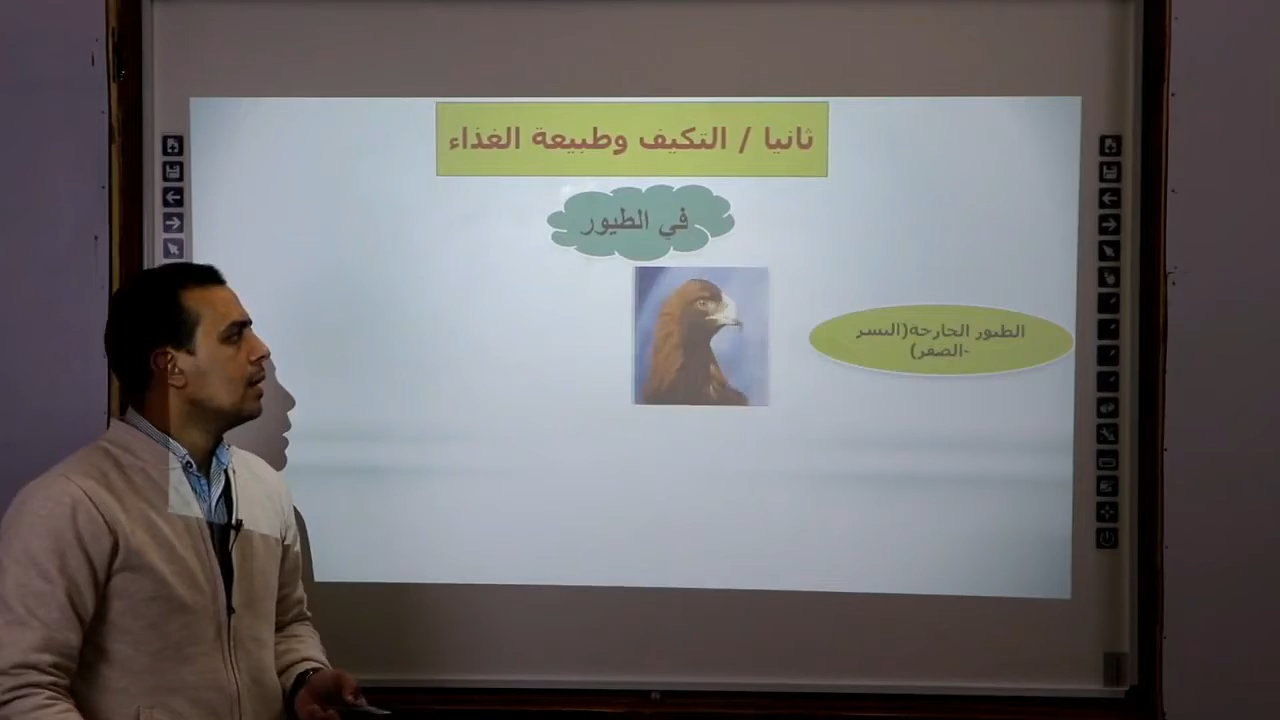 ثانيا / التكيف وطبيعة الغذاء
في الطيور
الطيور الجارحة(النسر
-الصقر)